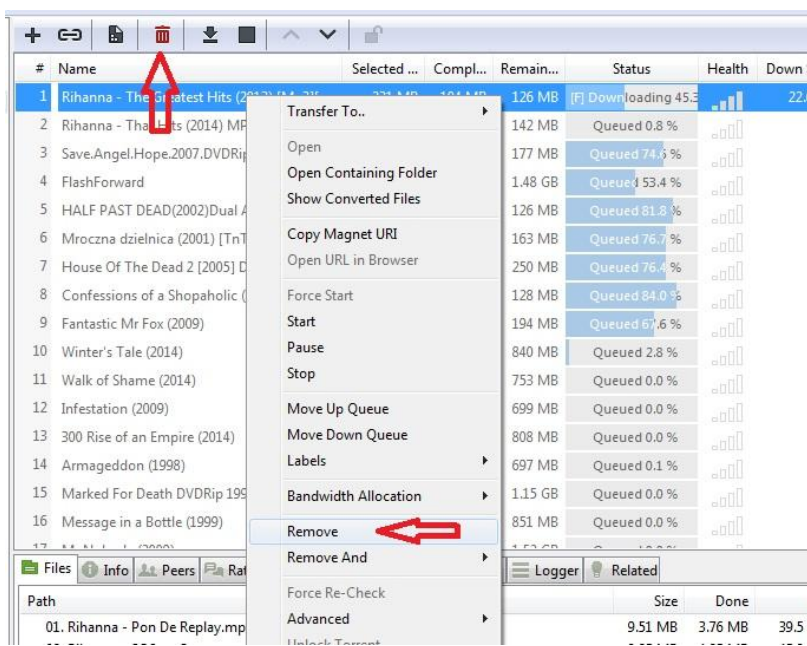 # Name Selected ... Compl... Remain... Status Health Down
1 Rihanna - The Greatest Hits 126 MB [F] Downloading 45.3 22.
2 Rihanna - Tha Hits (2014) MP 142 MB Queued 0.8 %
3 Save.Angel.Hope.2007.DVDRip 177 MB Queued 74.6 %
4 FlashForward 1.48 GB Queued 53.4 %
5 HALF PAST DEAD(2002)Dual A 126 MB Queued 81.8 %
6 Mroczna dzielnica (2001) [TnT 163 MB Queued 76.7 %
7 House Of The Dead 2 [2005] D 250 MB Queued 76.4 %
8 Confessions of a Shopaholic ( 128 MB Queued 84.0 %
9 Fantastic Mr Fox (2009) 194 MB Queued 67.6 %
10 Winter's Tale (2014) 840 MB Queued 2.8 %
11 Walk of Shame (2014) 753 MB Queued 0.0 %
12 Infestation (2009) 699 MB Queued 0.0 %
13 300 Rise of an Empire (2014) 808 MB Queued 0.0 %
14 Armageddon (1998) 697 MB Queued 0.1 %
15 Marked For Death DVDRip 199 1.15 GB Queued 0.0 %
16 Message in a Bottle (1999) 851 MB Queued 0.0 %
Transfer To..
Open
Open Containing Folder
Show Converted Files
Copy Magnet URI
Open URL in Browser
Force Start
Start
Pause
Stop
Move Up Queue
Move Down Queue
Labels
Bandwidth Allocation
Remove
Remove And
Force Re-Check
Advanced
Unlock Torrent
Files Info Peers Rat Logger Related
Path Size Done
01. Rihanna - Pon De Replay.mp 9.51 MB 3.76 MB 39.5